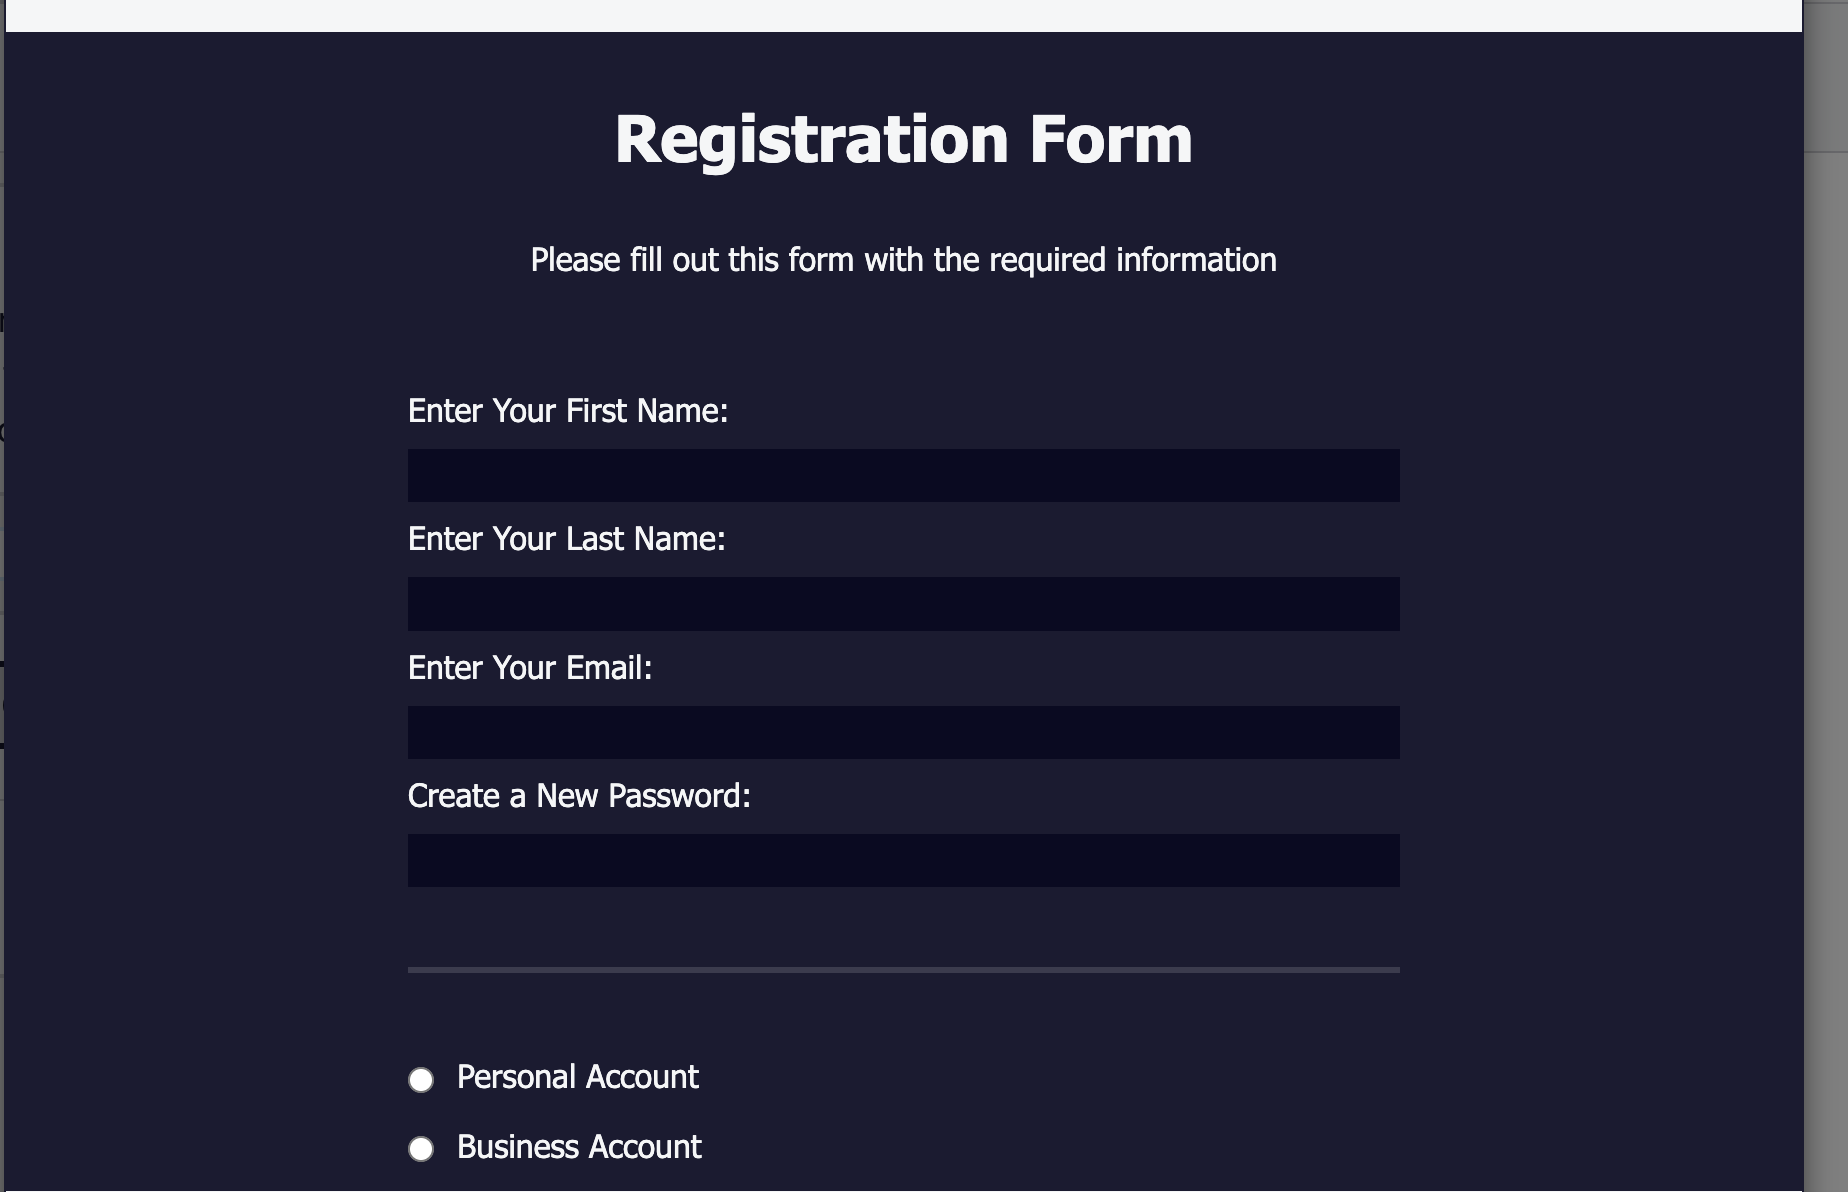 Registration Form
Please fill out this form with the required information
Enter Your First Name:
Enter Your Last Name:
Enter Your Email:
Create a New Password:
Personal Account
Business Account